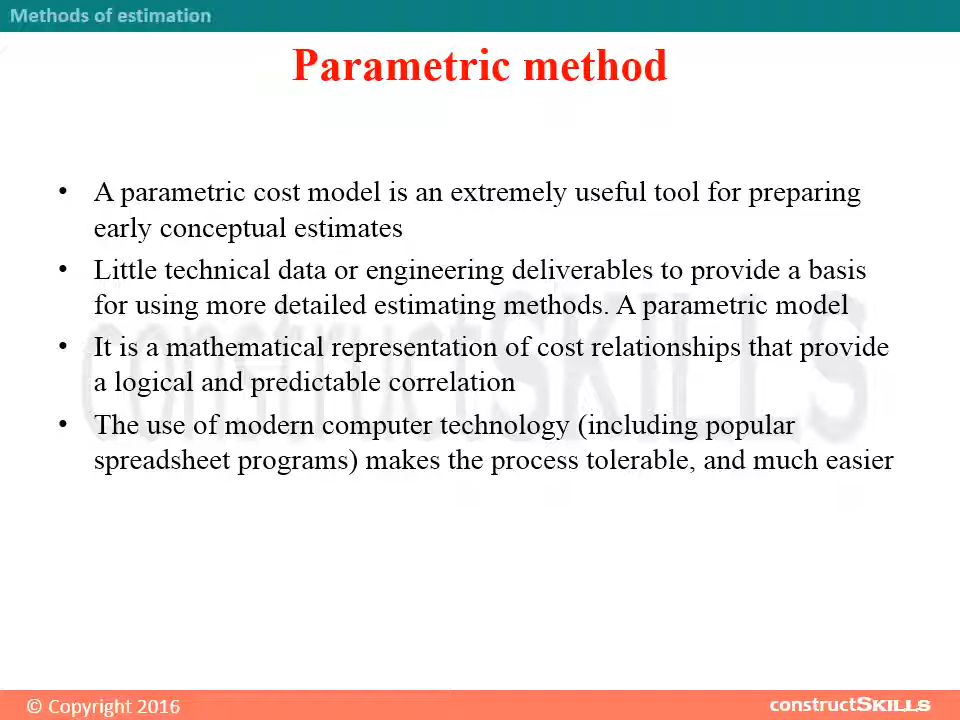 Methods of estimation
Parametric method
• A parametric cost model is an extremely useful tool for preparing
early conceptual estimates
• Little technical data or engineering deliverables to provide a basis
for using more detailed estimating methods. A parametric model
• It is a mathematical representation of cost relationships that provide
a logical and predictable correlation
• The use of modern computer technology (including popular
spreadsheet programs) makes the process tolerable, and much easier
constructSKILLS
© Copyright 2016
constructSKILLS